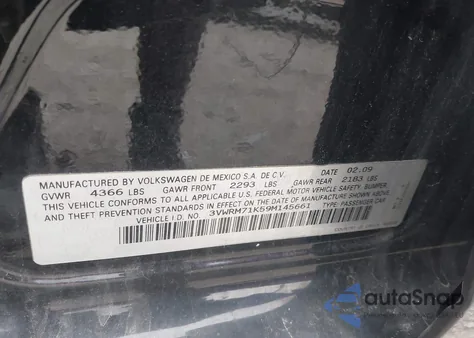 MANUFACTURED BY VOLKSWAGEN DE MEXICO S.A. DE C.V. DATE 02.09
GVWR 4366 LBS GAWR FRONT 2293 LBS GAWR REAR 2183 LBS
THIS VEHICLE CONFORMS TO ALL APPLICABLE U.S. FEDERAL MOTOR VEHICLE SAFETY, BUMPER,
AND THEFT PREVENTION STANDARDS IN EFFECT ON THE DATE OF MANUFACTURE SHOWN ABOVE.
VEHICLE I.D. NO. 3VWRM71K59M145661 TYPE: PASSENGER CAR
autaSnap